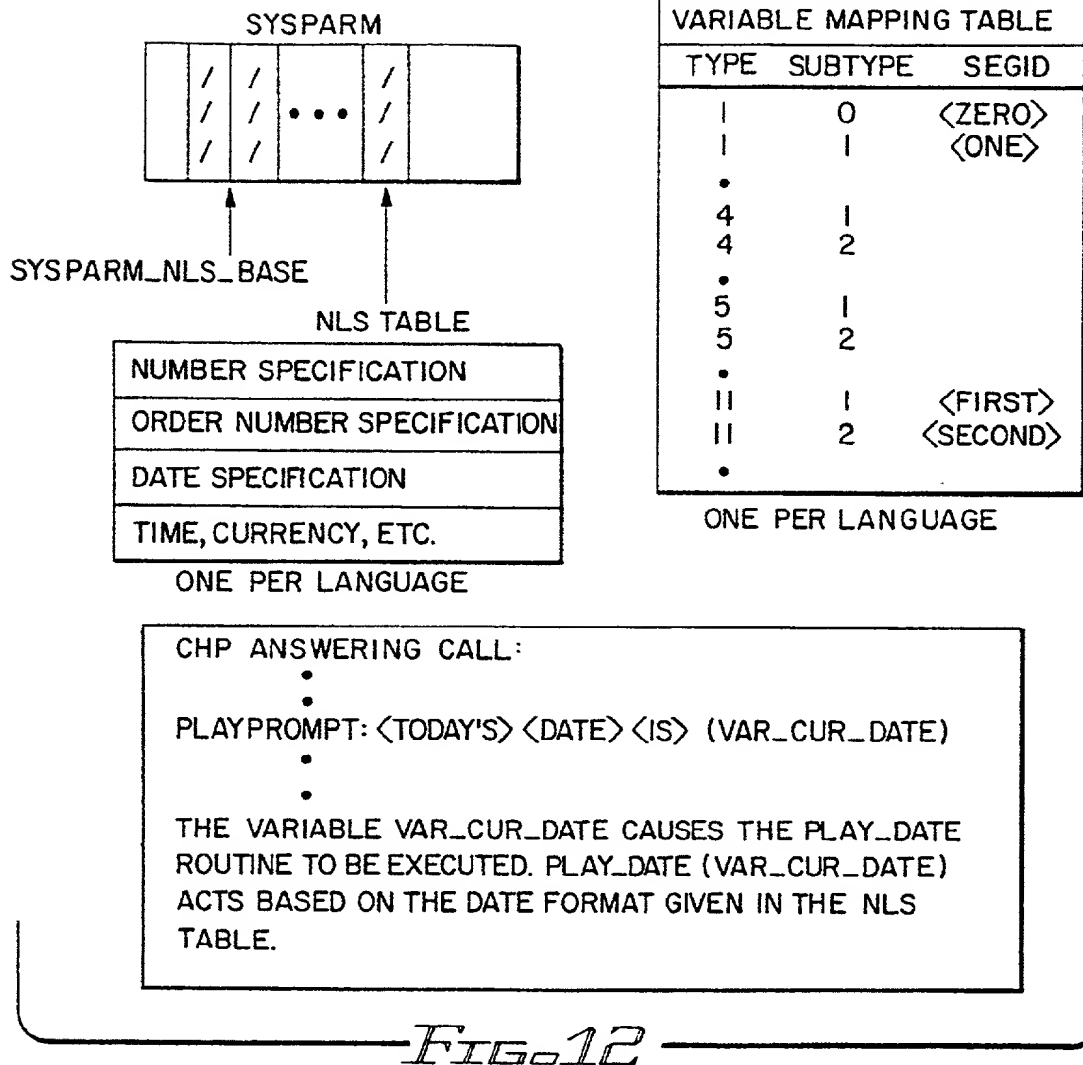 SYSPARM
/ / /
/ / • • • /
/ / /
SYSPARM_NLS_BASE
NLS TABLE
NUMBER SPECIFICATION
ORDER NUMBER SPECIFICATION
DATE SPECIFICATION
TIME, CURRENCY, ETC.
ONE PER LANGUAGE
VARIABLE MAPPING TABLE
TYPE SUBTYPE SEGID
1 0 <ZERO>
1 1 <ONE>
•
4 1
4 2
•
5 1
5 2
•
11 1 <FIRST>
11 2 <SECOND>
•
ONE PER LANGUAGE
CHP ANSWERING CALL:
•
•
PLAYPROMPT: <TODAY'S> <DATE> <IS> (VAR_CUR_DATE)
•
•
THE VARIABLE VAR_CUR_DATE CAUSES THE PLAY_DATE
ROUTINE TO BE EXECUTED. PLAY_DATE (VAR_CUR_DATE)
ACTS BASED ON THE DATE FORMAT GIVEN IN THE NLS
TABLE.
FIG. 12